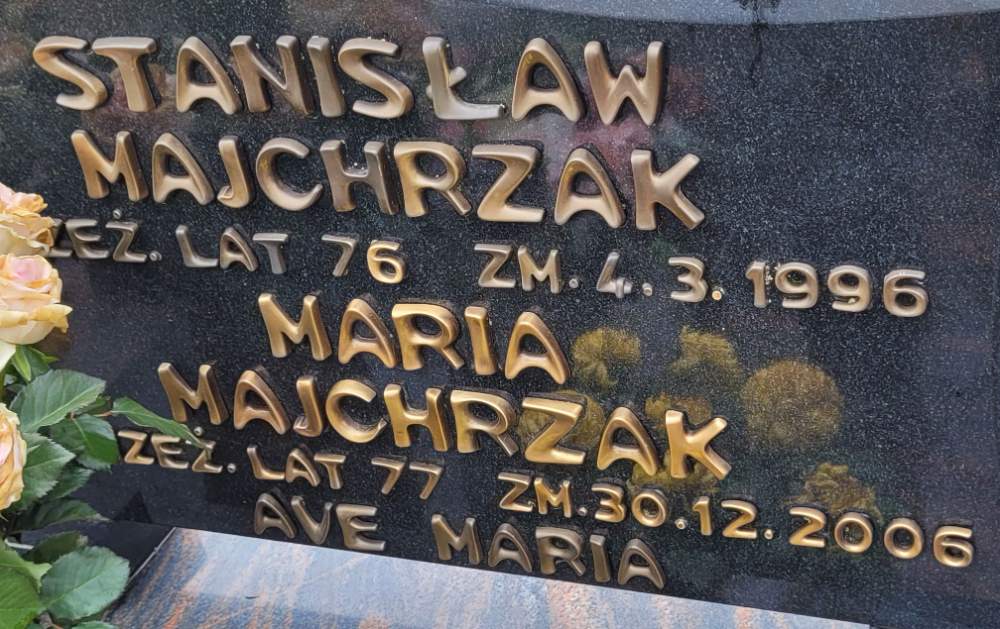 STANISŁAW
MAJCHRZAK
ZEŻ. LAT 76 ZM. 4. 3. 1996
MARIA
MAJCHRZAK
ZEŻ. LAT 77 ZM. 30. 12. 2006
AVE MARIA